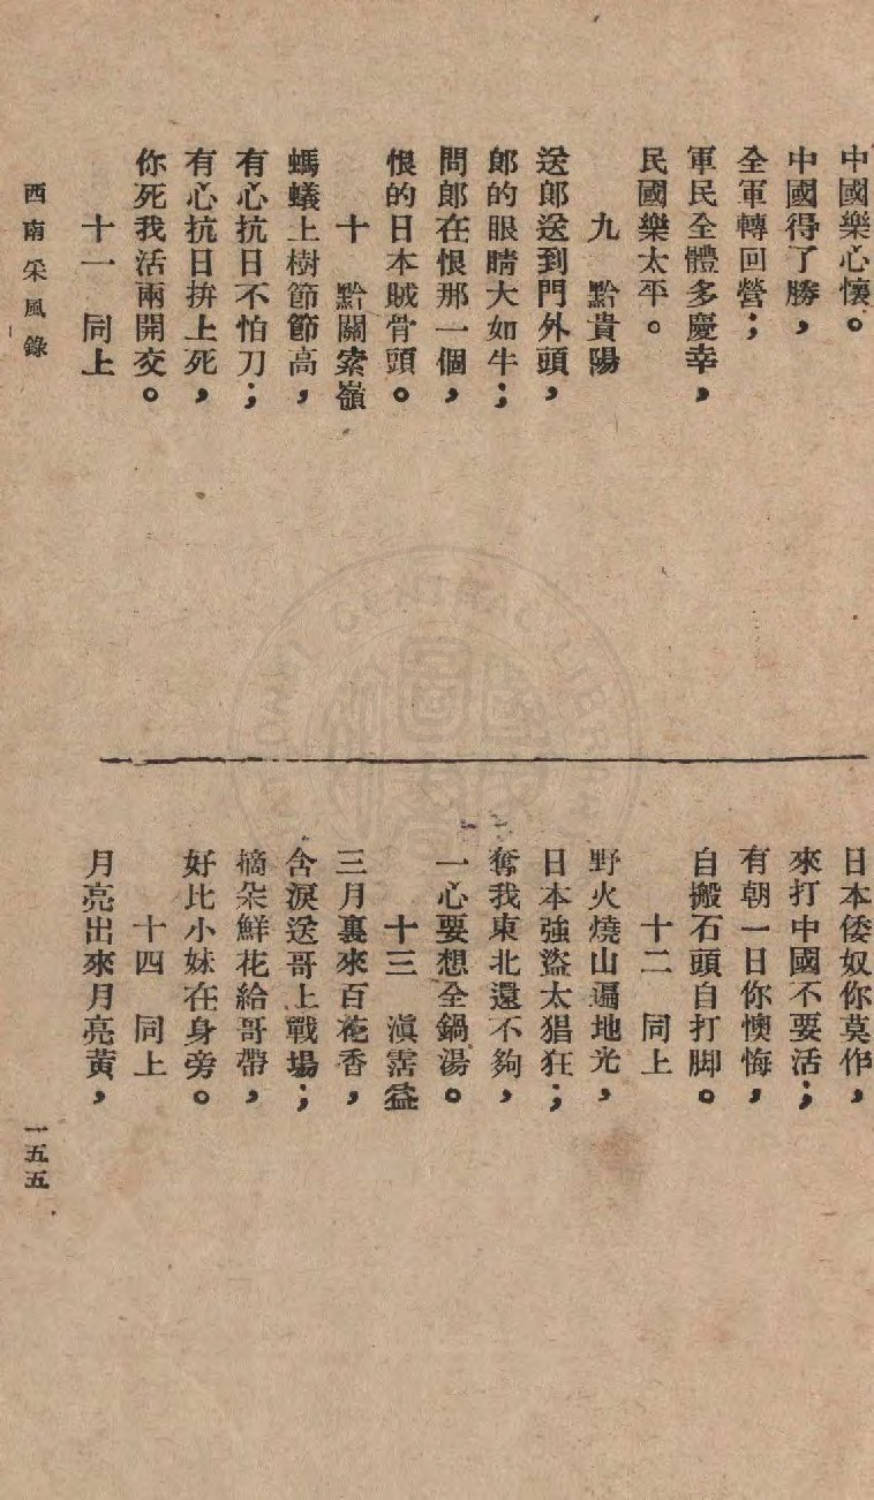 中國樂心懷。
中國得了勝，
全軍轉回營；
軍民全體多慶幸，
民國樂太平。
九　黔貴陽
送郎送到門外頭，
郎的眼睛大如牛；
問郎在恨那一個，
恨的日本賊骨頭。
十　黔關索嶺
螞蟻上樹節節高，
有心抗日不怕刀；
有心抗日拚上死，
你死我活兩開交。
十一　同上
日本倭奴你莫作，
來打中國不要活；
有朝一日你懊悔，
自搬石頭自打脚。
十二　同上
野火燒山遍地光，
日本強盜太猖狂；
奪我東北還不夠，
一心要想全鍋湯。
十三　滇霑益
三月裏來百花香，
含淚送哥上戰場；
摘朵鮮花給哥帶，
好比小妹在身旁。
十四　同上
月亮出來月亮黃，
西南采風錄
一五五